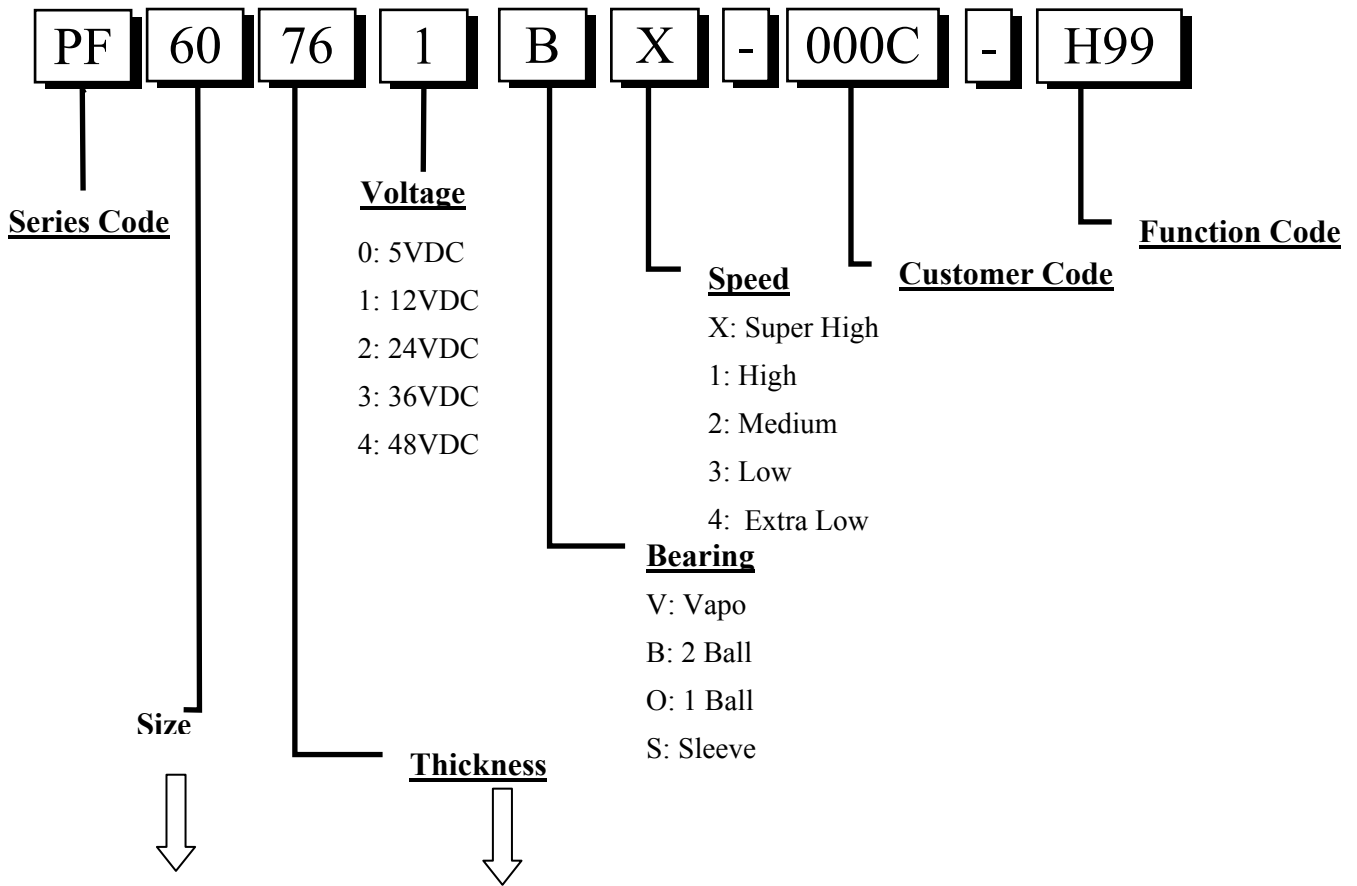 PF 60 76 1 B X - 000C - H99
Series Code
Voltage
0: 5VDC
1: 12VDC
2: 24VDC
3: 36VDC
4: 48VDC
Function Code
Customer Code
Speed
X: Super High
1: High
2: Medium
3: Low
4: Extra Low
Bearing
V: Vapo
B: 2 Ball
O: 1 Ball
S: Sleeve
Size
Thickness